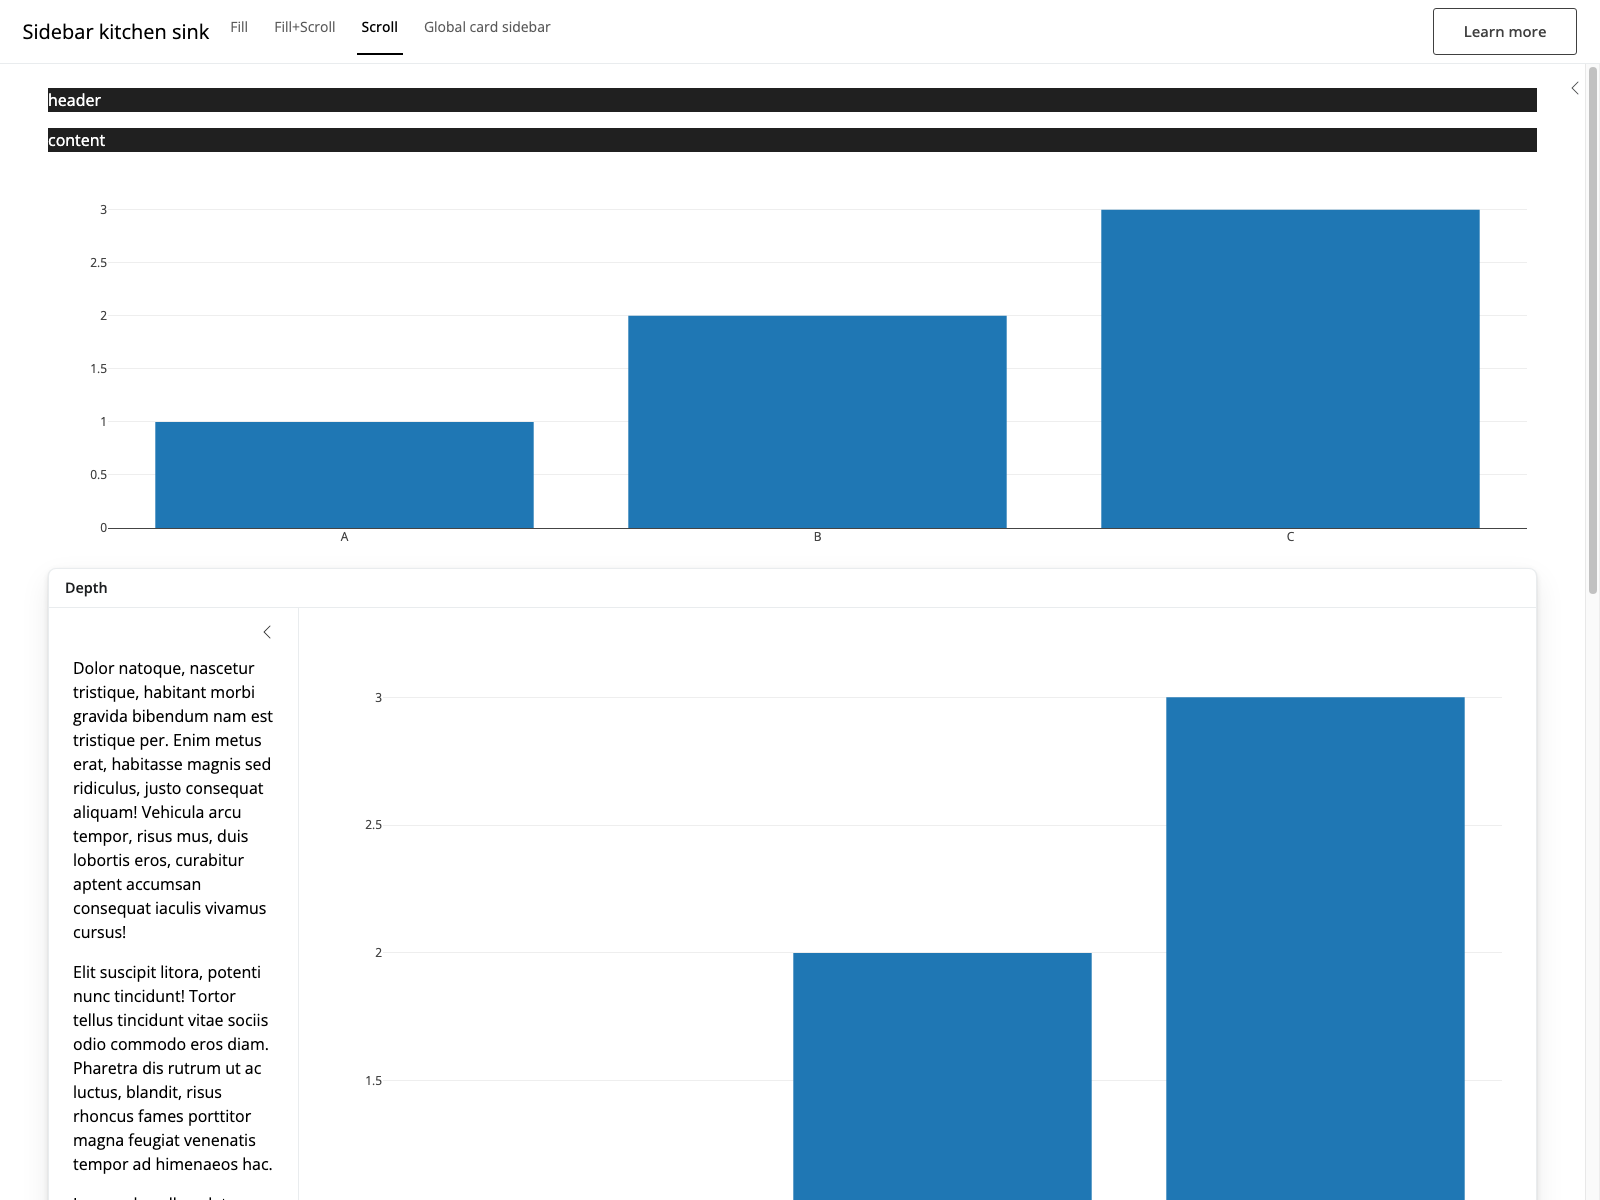 Sidebar kitchen sink
Fill
Fill+Scroll
Scroll
Global card sidebar
Learn more
header
content
3
2.5
2
1.5
1
0.5
0
A
B
C
Depth
Dolor natoque, nascetur
tristique, habitant morbi
gravida bibendum nam est
tristique per. Enim metus
erat, habitasse magnis sed
ridiculus, justo consequat
aliquam! Vehicula arcu
tempor, risus mus, duis
lobortis eros, curabitur
aptent accumsan
consequat iaculis vivamus
cursus!
Elit suscipit litora, potenti
nunc tincidunt! Tortor
tellus tincidunt vitae sociis
odio commodo eros diam.
Pharetra dis rutrum ut ac
luctus, blandit, risus
rhoncus fames porttitor
magna feugiat venenatis
tempor ad himenaeos hac.
3
2.5
2
1.5